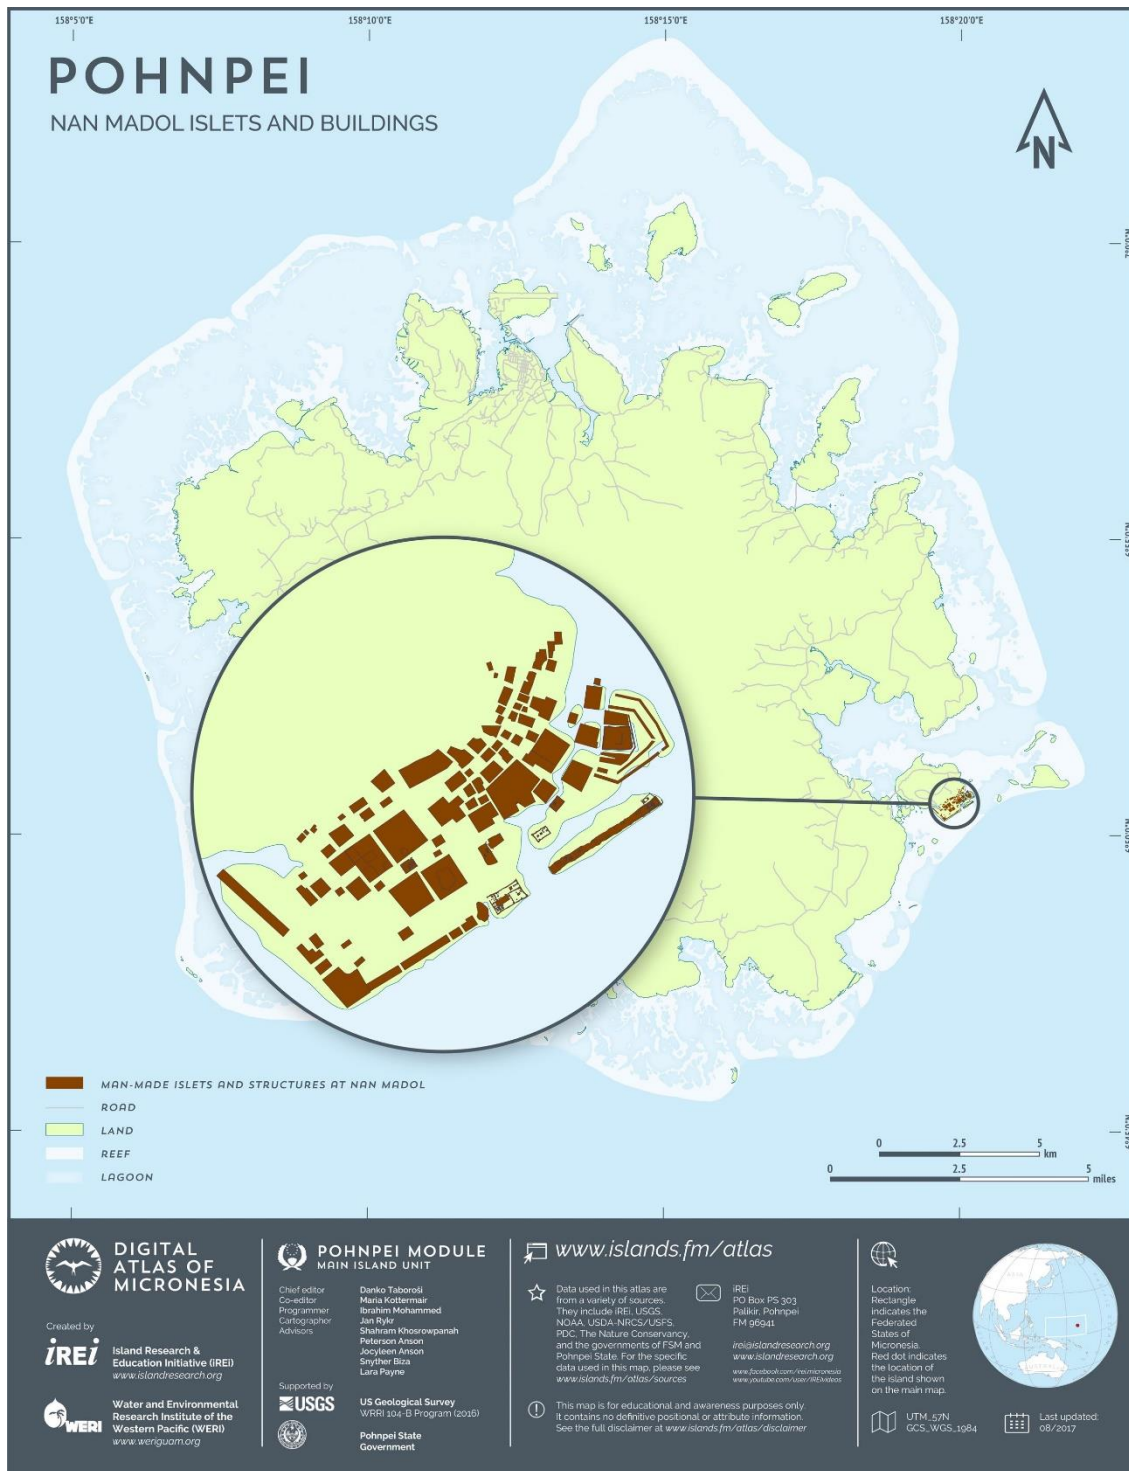 158°5'0"E
158°10'0"E
158°15'0"E
158°20'0"E
POHNPEI
NAN MADOL ISLETS AND BUILDINGS
N
MAN-MADE ISLETS AND STRUCTURES AT NAN MADOL
ROAD
LAND
REEF
LAGOON
0 2.5 5 km
0 2.5 5 miles
DIGITAL
ATLAS OF
MICRONESIA
Created by
iREi
Island Research &
Education Initiative (iREi)
www.islandresearch.org
WERI
Water and Environmental
Research Institute of the
Western Pacific (WERI)
www.weriguam.org
POHNPEI MODULE
MAIN ISLAND UNIT
Chief editor Danko Taboroši
Co-editor Maria Kottermair
Programmer Ibrahim Mohammed
Cartographer Jan Rykr
Advisors Shahram Khosrowpanah
Peterson Anson
Jocyleen Anson
Snyther Biza
Lara Payne
Supported by
USGS
US Geological Survey
WRRI 104-B Program (2016)
Pohnpei State
Government
www.islands.fm/atlas
Data used in this atlas are
from a variety of sources.
They include iREi, USGS,
NOAA, USDA-NRCS/USFS,
PDC, The Nature Conservancy,
and the governments of FSM and
Pohnpei State. For the specific
data used in this map, please see
www.islands.fm/atlas/sources
iREi
PO Box PS 303
Palikir, Pohnpei
FM 96941
irei@islandresearch.org
www.islandresearch.org
www.facebook.com/irei.micronesia
www.youtube.com/user/iREIvideos
This map is for educational and awareness purposes only.
It contains no definitive positional or attribute information.
See the full disclaimer at www.islands.fm/atlas/disclaimer
Location:
Rectangle
indicates the
Federated
States of
Micronesia.
Red dot indicates
the location of
the island shown
on the main map.
UTM_57N
GCS_WGS_1984
Last updated:
08/2017